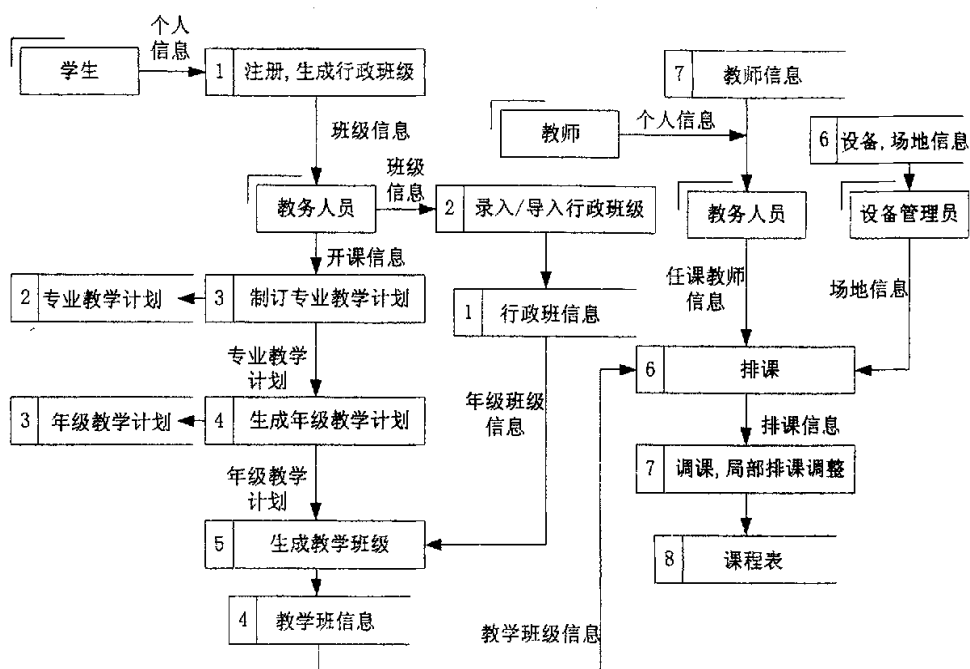 个人
信息
学生
1 注册,生成行政班级
7 教师信息
班级信息
教师
个人信息
6 设备,场地信息
班级
信息
教务人员
2 录入/导入行政班级
教务人员
设备管理员
开课信息
任课教师
信息
场地信息
2 专业教学计划
3 制订专业教学计划
1 行政班信息
专业教学
计划
6 排课
3 年级教学计划
4 生成年级教学计划
年级班级
信息
排课信息
年级教学
计划
7 调课,局部排课调整
5 生成教学班级
8 课程表
4 教学班信息
教学班级信息